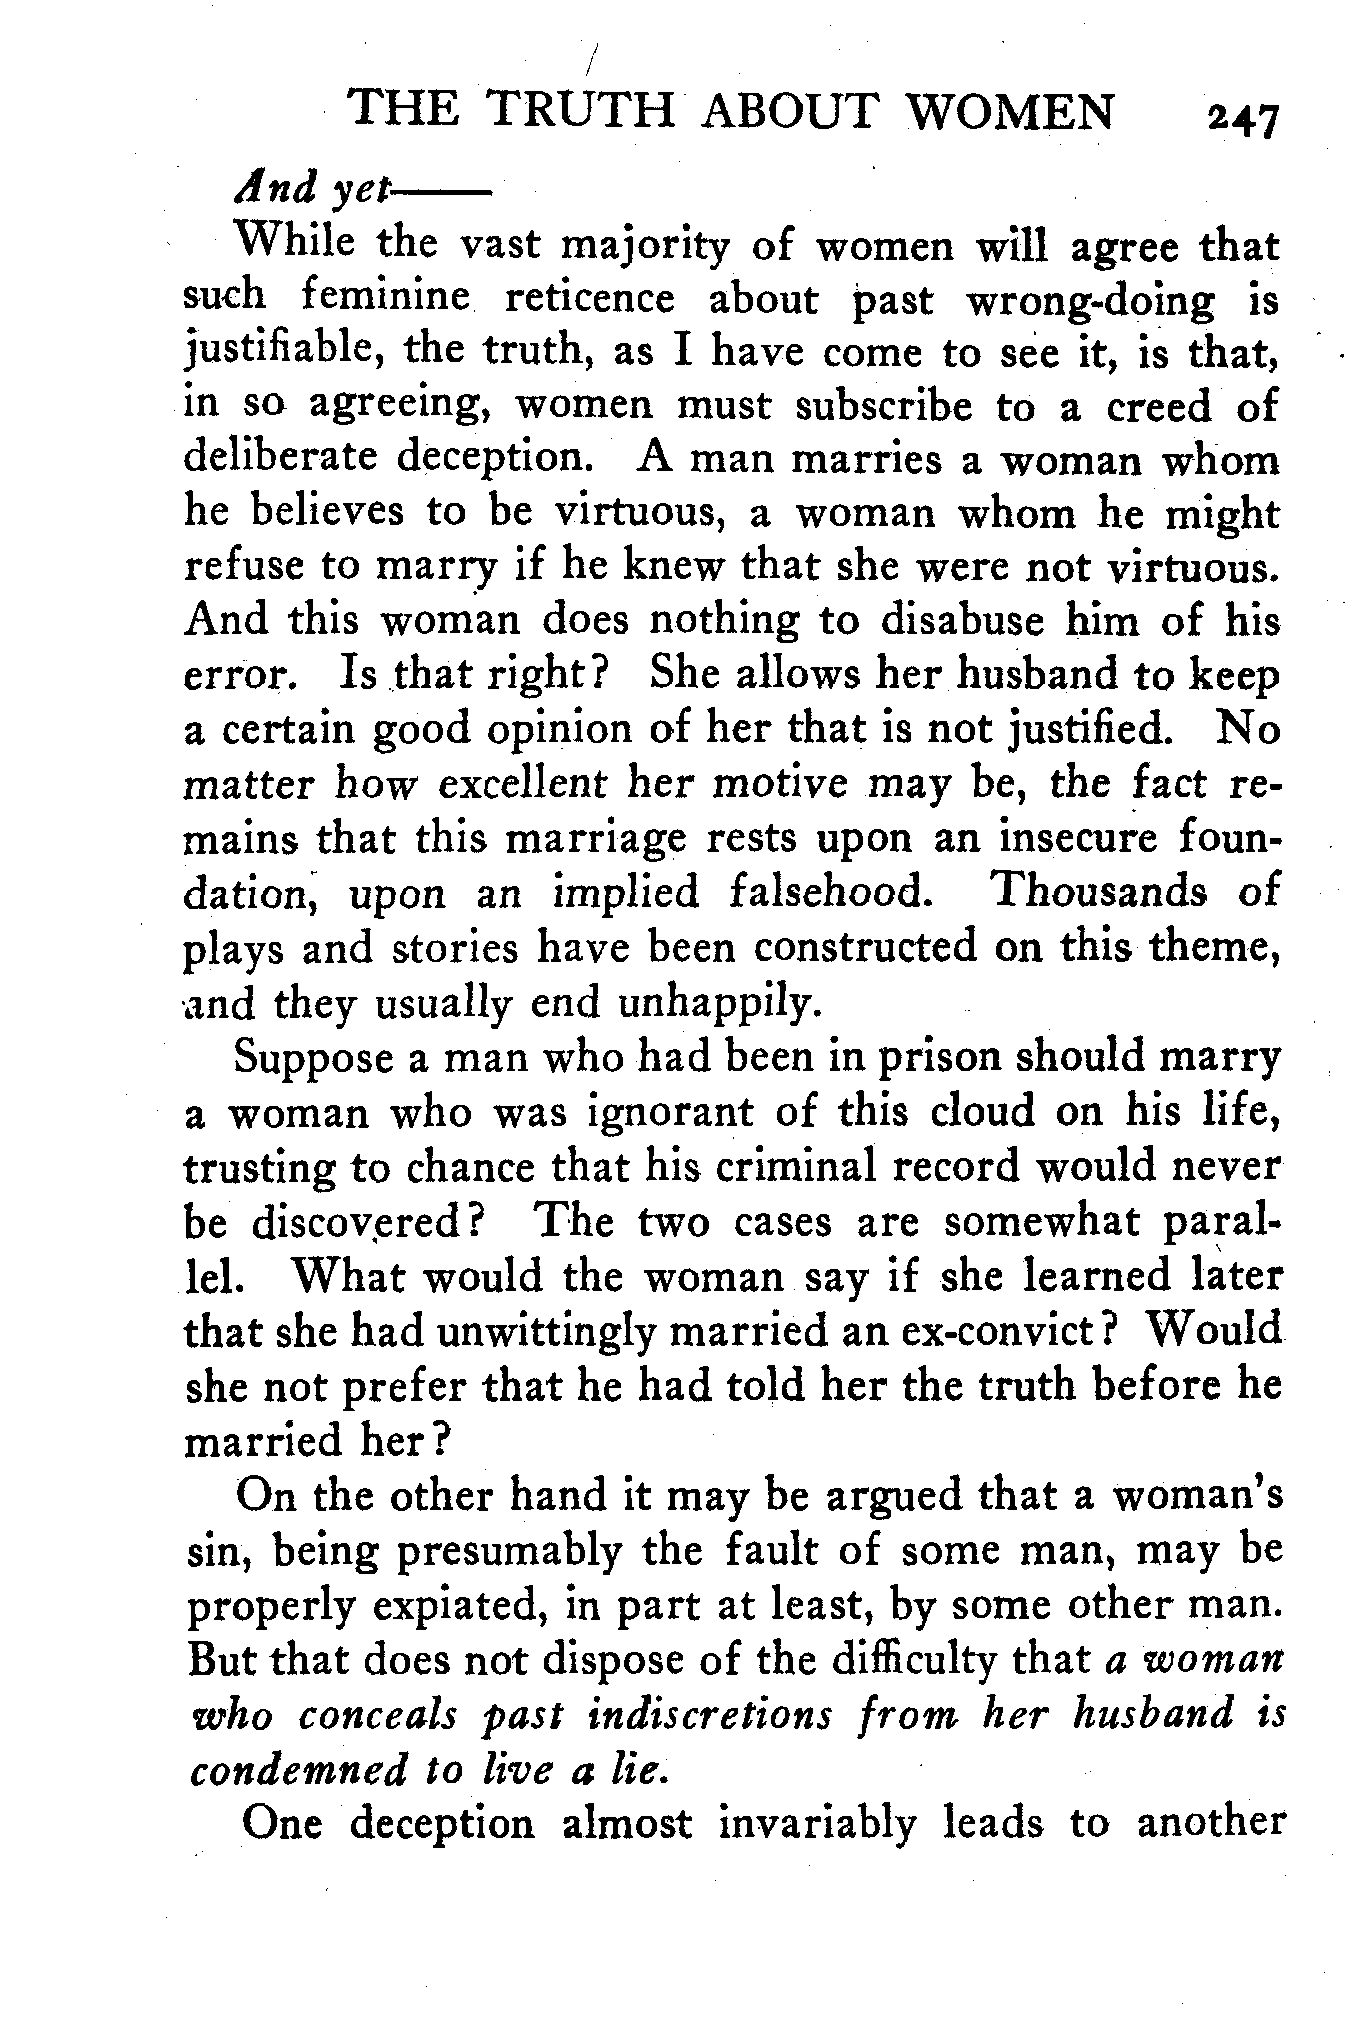 THE TRUTH ABOUT WOMEN 247
And yet——
While the vast majority of women will agree that
such feminine reticence about past wrong-doing is
justifiable, the truth, as I have come to see it, is that,
in so agreeing, women must subscribe to a creed of
deliberate deception. A man marries a woman whom
he believes to be virtuous, a woman whom he might
refuse to marry if he knew that she were not virtuous.
And this woman does nothing to disabuse him of his
error. Is that right? She allows her husband to keep
a certain good opinion of her that is not justified. No
matter how excellent her motive may be, the fact re-
mains that this marriage rests upon an insecure foun-
dation, upon an implied falsehood. Thousands of
plays and stories have been constructed on this theme,
and they usually end unhappily.
Suppose a man who had been in prison should marry
a woman who was ignorant of this cloud on his life,
trusting to chance that his criminal record would never
be discovered? The two cases are somewhat paral-
lel. What would the woman say if she learned later
that she had unwittingly married an ex-convict? Would
she not prefer that he had told her the truth before he
married her?
On the other hand it may be argued that a woman's
sin, being presumably the fault of some man, may be
properly expiated, in part at least, by some other man.
But that does not dispose of the difficulty that a woman
who conceals past indiscretions from her husband is
condemned to live a lie.
One deception almost invariably leads to another